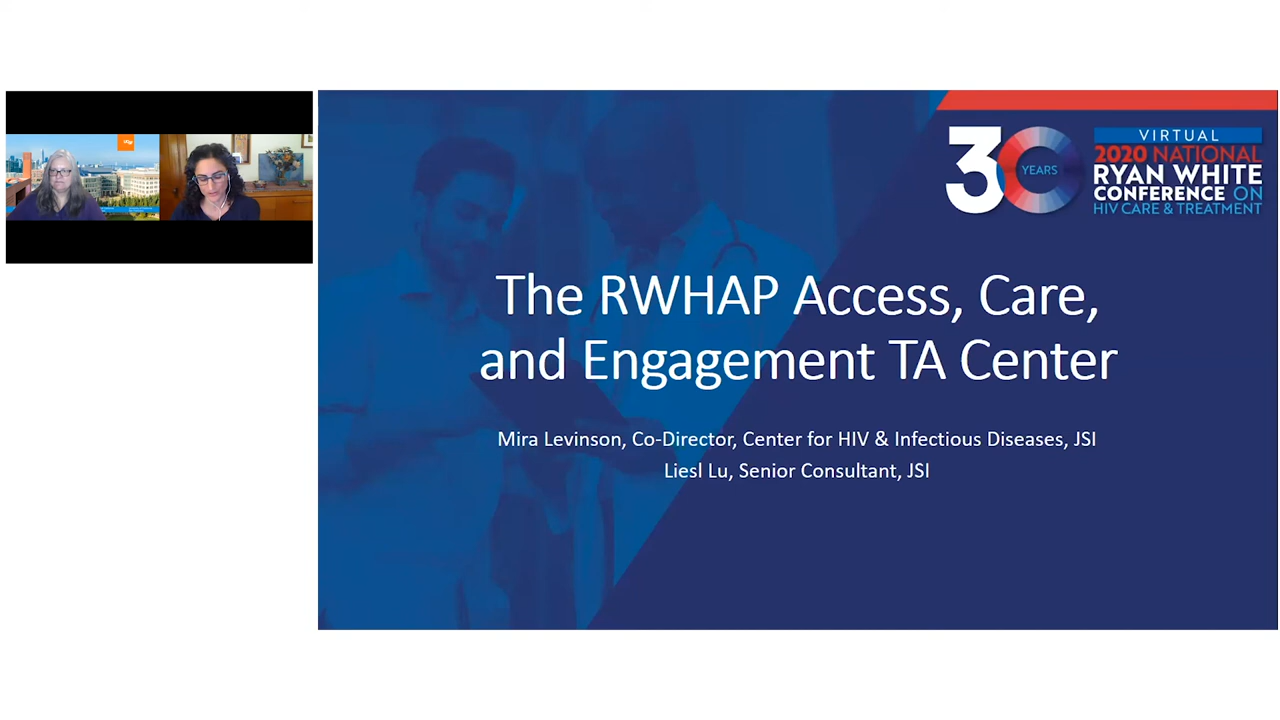 30
YEARS
VIRTUAL
2020 NATIONAL
RYAN WHITE
CONFERENCE ON
HIV CARE & TREATMENT
The RWHAP Access, Care,
and Engagement TA Center
Mira Levinson, Co-Director, Center for HIV & Infectious Diseases, JSI
Liesl Lu, Senior Consultant, JSI